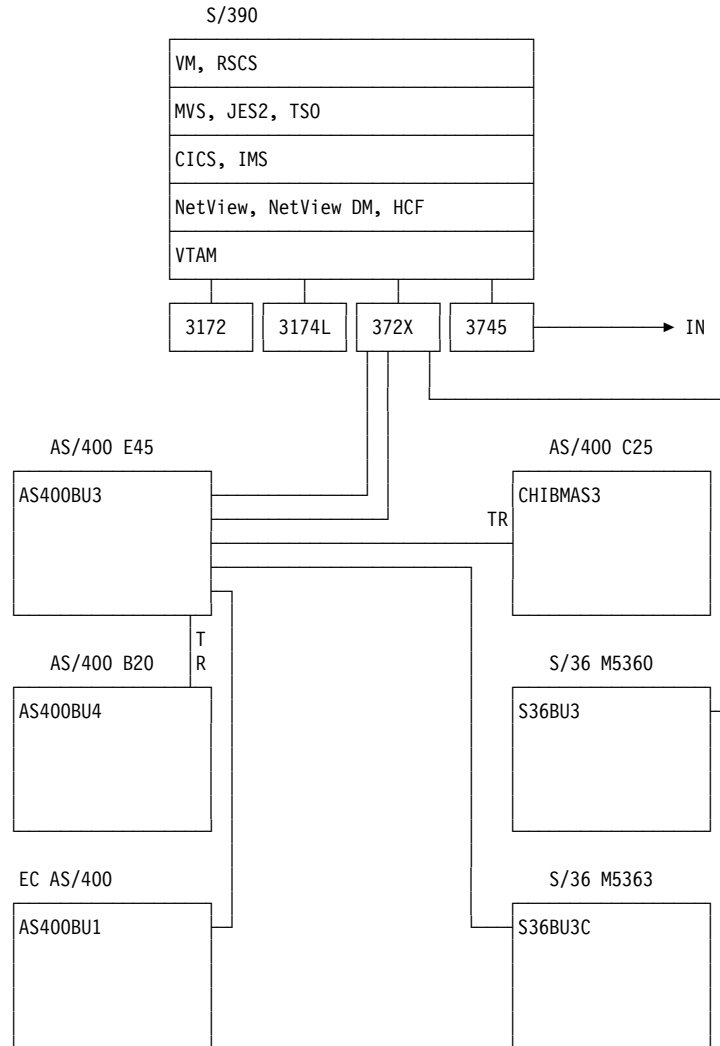 S/390
VM, RSCS
MVS, JES2, TSO
CICS, IMS
NetView, NetView DM, HCF
VTAM
3172 3174L 372X 3745 IN
AS/400 E45 AS/400 C25
AS400BU3 CHIBMAS3
TR
T
AS/400 B20 R S/36 M5360
AS400BU4 S36BU3
EC AS/400 S/36 M5363
AS400BU1 S36BU3C